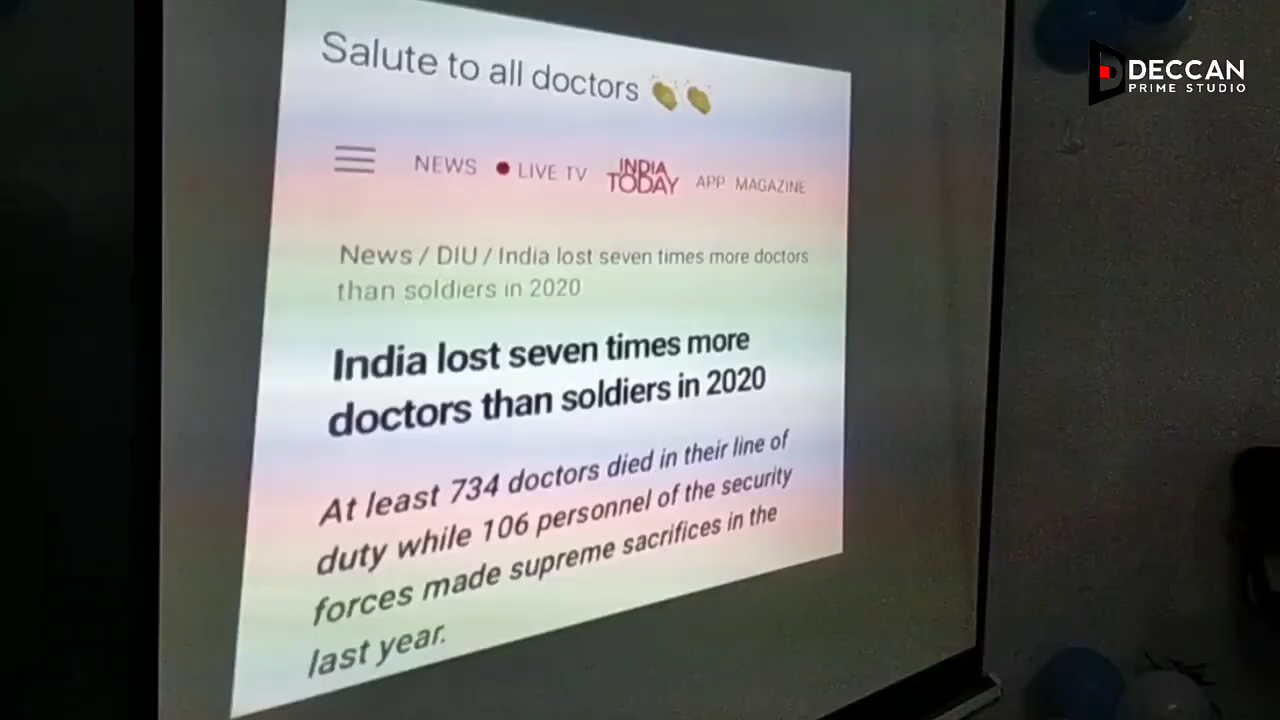 Salute to all doctors 👏👏
NEWS LIVE TV INDIA TODAY APP MAGAZINE
News / DIU / India lost seven times more doctors
than soldiers in 2020
India lost seven times more
doctors than soldiers in 2020
At least 734 doctors died in their line of
duty while 106 personnel of the security
forces made supreme sacrifices in the
last year.
DECCAN
PRIME STUDIO